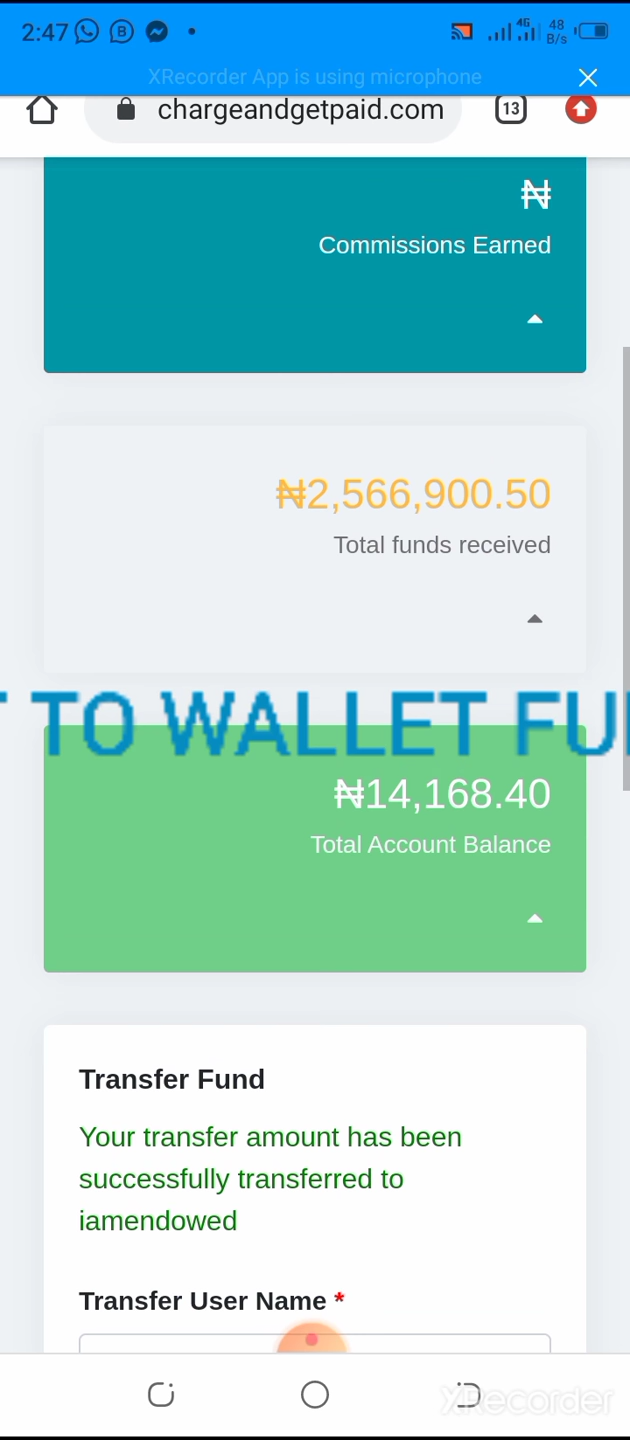 2:47 B 4G 48 B/s
XRecorder App is using microphone
chargeandgetpaid.com 13
₦
Commissions Earned
₦2,566,900.50
Total funds received
TO WALLET
₦14,168.40
Total Account Balance
Transfer Fund
Your transfer amount has been
successfully transferred to
iamendowed
Transfer User Name *
XRecorder